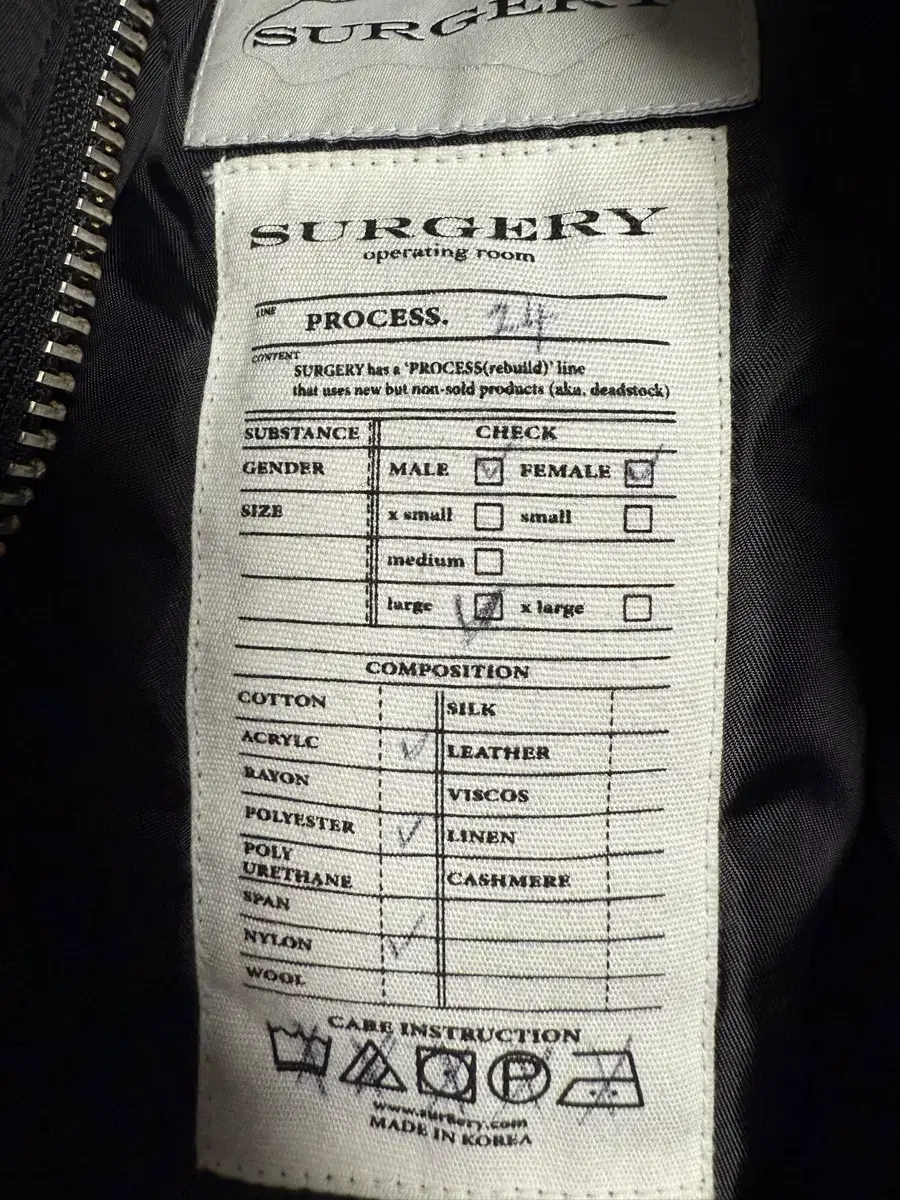 SURGERY
SURGERY
operating room
LINE PROCESS. 24
CONTENT
SURGERY has a 'PROCESS(rebuild)' line
that uses new but non-sold products (aka. deadstock)
SUBSTANCE CHECK
GENDER MALE FEMALE
SIZE x small small
medium
large x large
COMPOSITION
COTTON SILK
ACRYLC LEATHER
RAYON VISCOS
POLYESTER LINEN
POLY
URETHANE CASHMERE
SPAN
NYLON
WOOL
CARE INSTRUCTION
P
www.surgery.com
MADE IN KOREA